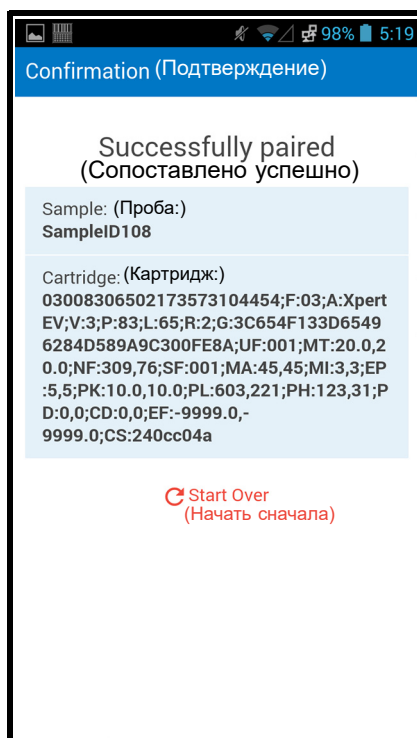 98% 5:19
Confirmation (Подтверждение)
Successfully paired
(Сопоставлено успешно)
Sample: (Проба:)
SampleID108
Cartridge: (Картридж:)
03008306502173573104454;F:03;A:Xpert
EV;V:3;P:83;L:65;R:2;G:3C654F133D6549
6284D589A9C300FE8A;UF:001;MT:20.0,2
0.0;NF:309,76;SF:001;MA:45,45;MI:3,3;EP
:5,5;PK:10.0,10.0;PL:603,221;PH:123,31;P
D:0,0;CD:0,0;EF:-9999.0,-
9999.0;CS:240cc04a
Start Over
(Начать сначала)